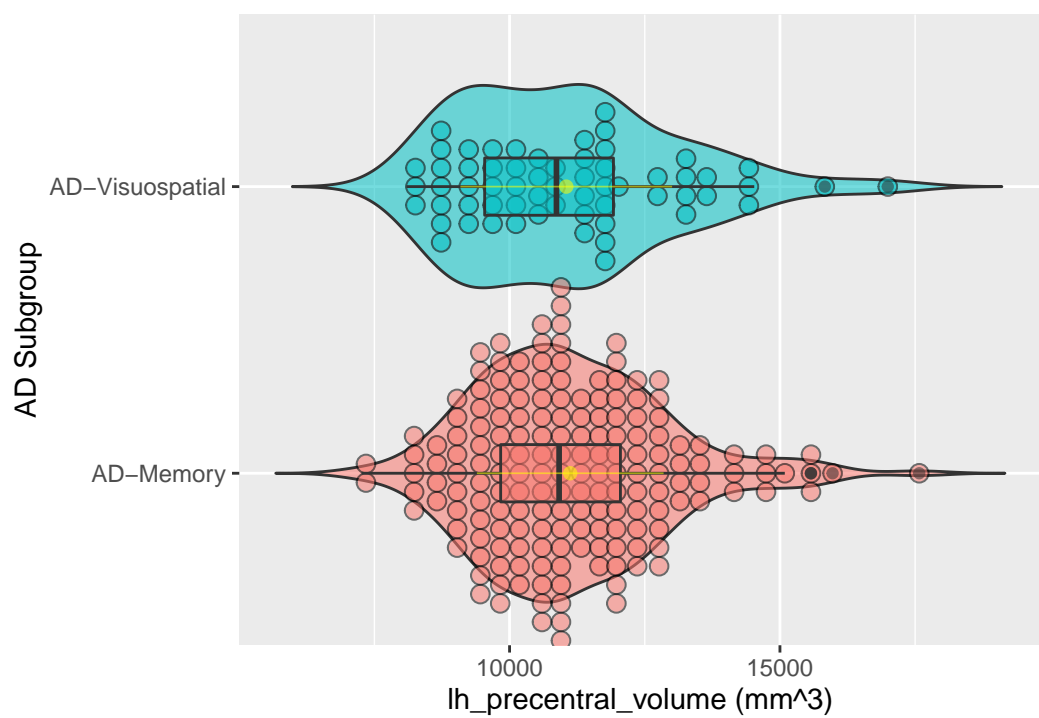 AD Subgroup
AD−Visuospatial
AD−Memory
10000 15000
lh_precentral_volume (mm^3)